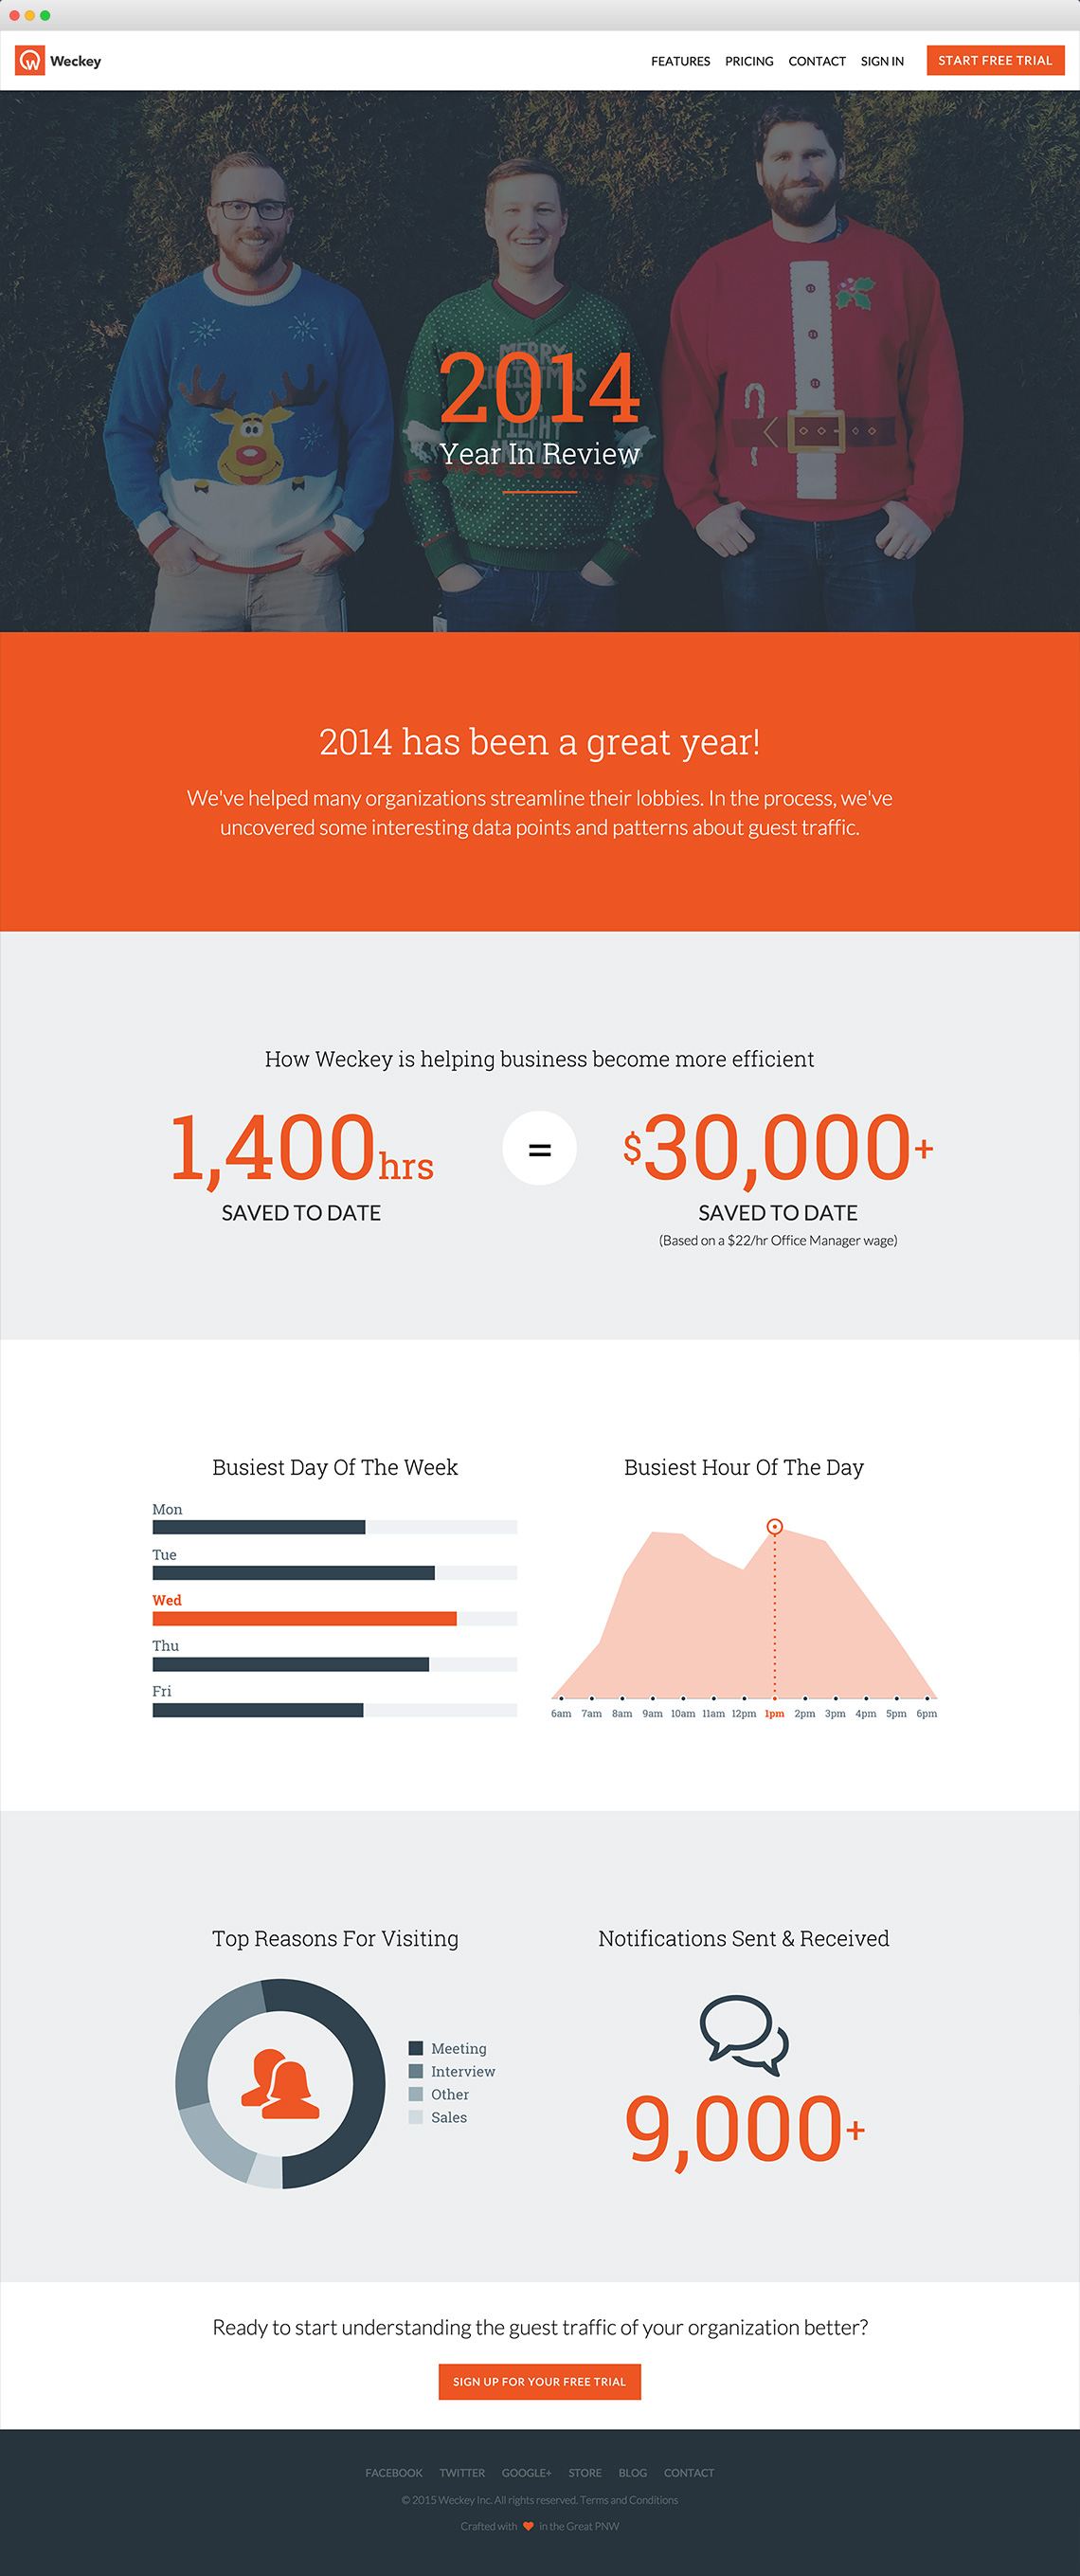 Weckey
FEATURES PRICING CONTACT SIGN IN START FREE TRIAL
MERRY
CHRISTMAS
YA
FILTHY
ANIMAL
2014
Year In Review
2014 has been a great year!
We've helped many organizations streamline their lobbies. In the process, we've
uncovered some interesting data points and patterns about guest traffic.
How Weckey is helping business become more efficient
1,400hrs = $30,000+
SAVED TO DATE SAVED TO DATE
(Based on a $22/hr Office Manager wage)
Busiest Day Of The Week
Mon
Tue
Wed
Thu
Fri
Busiest Hour Of The Day
6am 7am 8am 9am 10am 11am 12pm 1pm 2pm 3pm 4pm 5pm 6pm
Top Reasons For Visiting
Meeting
Interview
Other
Sales
Notifications Sent & Received
9,000+
Ready to start understanding the guest traffic of your organization better?
SIGN UP FOR YOUR FREE TRIAL
FACEBOOK TWITTER GOOGLE+ STORE BLOG CONTACT
© 2015 Weckey Inc. All rights reserved. Terms and Conditions
Crafted with ♥ in the Great PNW